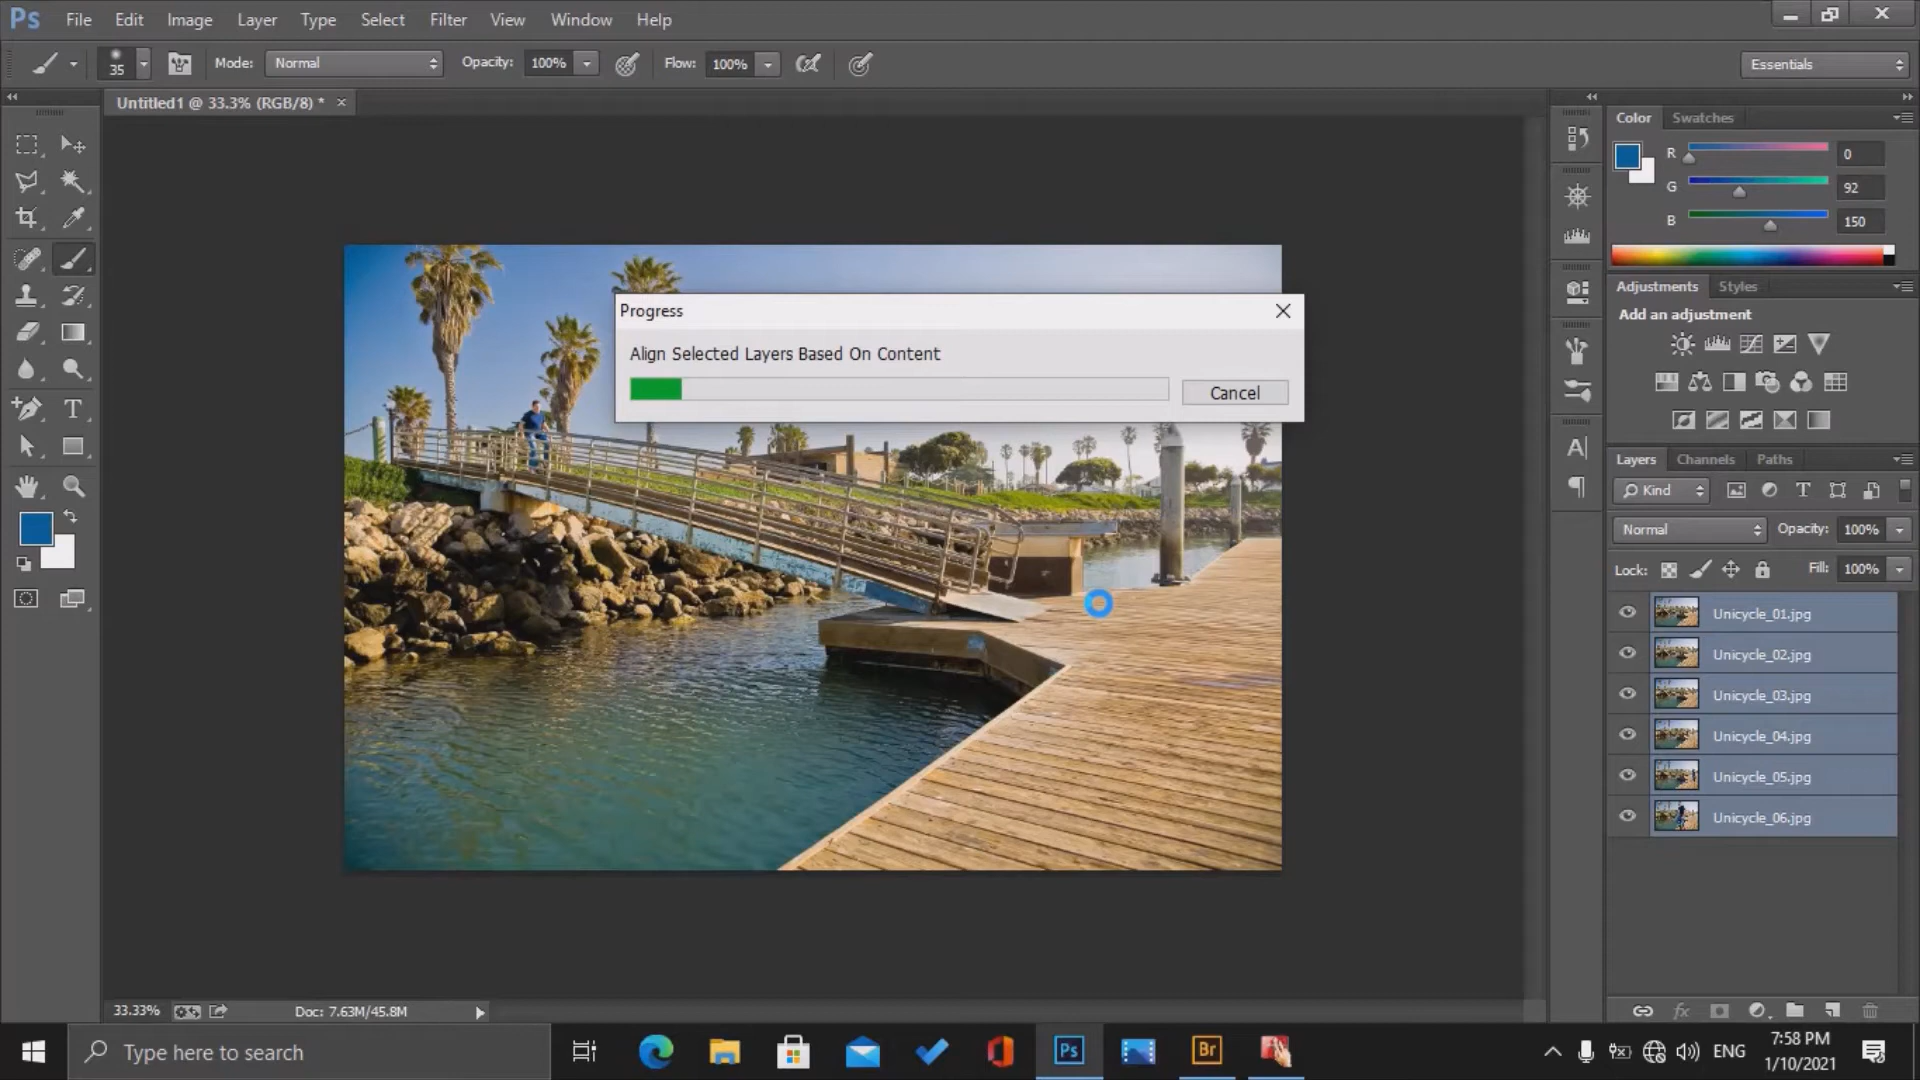 Ps File Edit Image Layer Type Select Filter View Window Help
35 Mode: Normal Opacity: 100% Flow: 100% Essentials
Untitled1 @ 33.3% (RGB/8) * ×
Color Swatches
R 0
G 92
B 150
Adjustments Styles
Add an adjustment
Progress
Align Selected Layers Based On Content
Cancel
Layers Channels Paths
Kind
Normal Opacity: 100%
Lock: Fill: 100%
Unicycle_01.jpg
Unicycle_02.jpg
Unicycle_03.jpg
Unicycle_04.jpg
Unicycle_05.jpg
Unicycle_06.jpg
33.33% Doc: 7.63M/45.8M
Type here to search
Ps Br
ENG
7:58 PM
1/10/2021